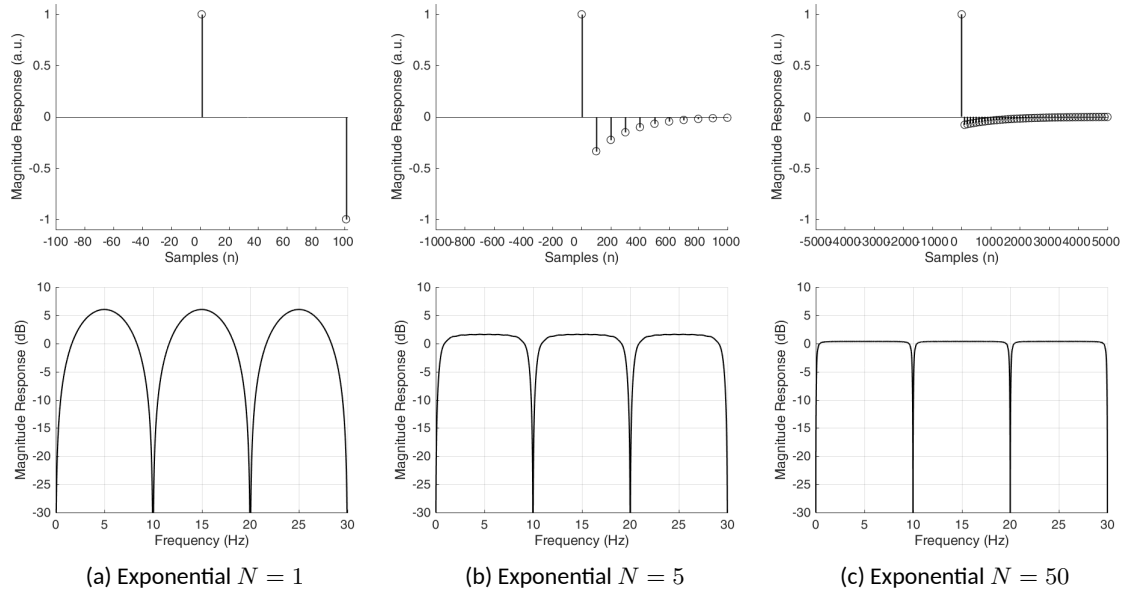 Magnitude Response (a.u.)
1
0.5
0
-0.5
-1
-100 -80 -60 -40 -20 0 20 40 60 80 100
Samples (n)
Magnitude Response (a.u.)
1
0.5
0
-0.5
-1
-1000-800 -600 -400 -200 0 200 400 600 800 1000
Samples (n)
Magnitude Response (a.u.)
1
0.5
0
-0.5
-1
-5000-4000-3000-2000-10000 0 1000 2000 3000 4000 5000
Samples (n)
Magnitude Response (dB)
10
5
0
-5
-10
-15
-20
-25
-30
0 5 10 15 20 25 30
Frequency (Hz)
(a) Exponential N = 1
Magnitude Response (dB)
10
5
0
-5
-10
-15
-20
-25
-30
0 5 10 15 20 25 30
Frequency (Hz)
(b) Exponential N = 5
Magnitude Response (dB)
10
5
0
-5
-10
-15
-20
-25
-30
0 5 10 15 20 25 30
Frequency (Hz)
(c) Exponential N = 50